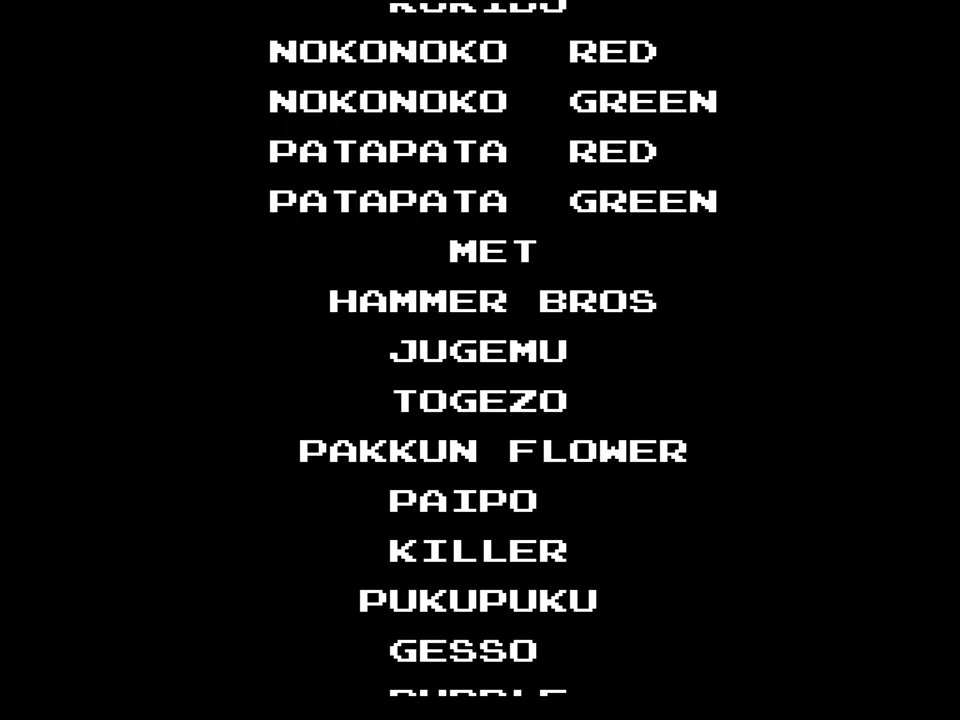 NOKONOKO RED
NOKONOKO GREEN
PATAPATA RED
PATAPATA GREEN
MET
HAMMER BROS
JUGEMU
TOGEZO
PAKKUN FLOWER
PAIPO
KILLER
PUKUPUKU
GESSO